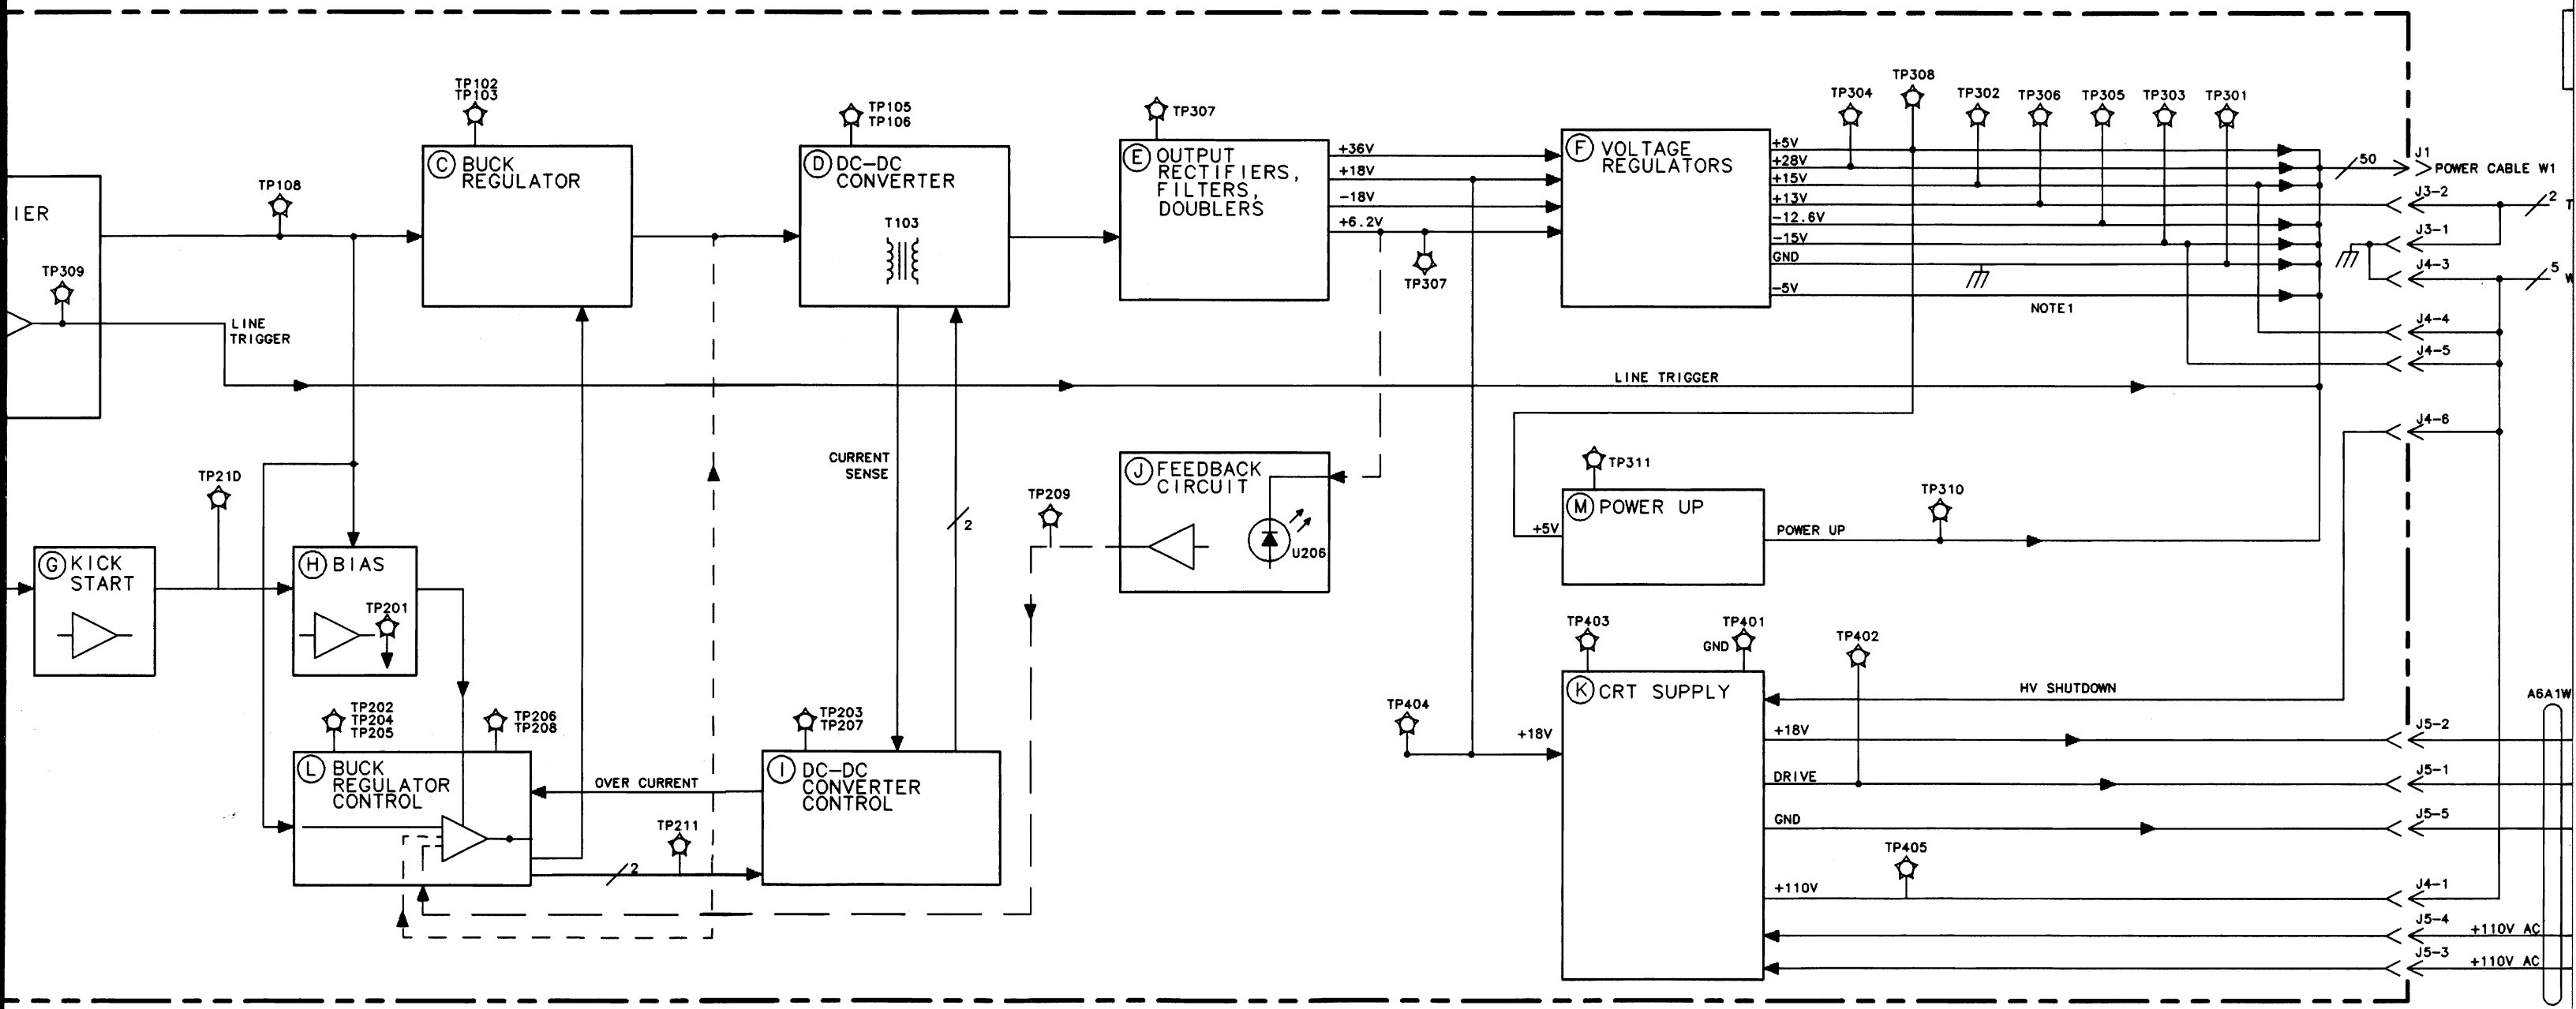 TP102
TP103
TP105
TP106
TP307
TP304
TP308
TP302
TP306
TP305
TP303
TP301
IER
TP309
LINE
TRIGGER
TP108
C BUCK
REGULATOR
D DC-DC
CONVERTER
T103
E OUTPUT
RECTIFIERS,
FILTERS,
DOUBLERS
+36V
+18V
-18V
+6.2V
TP307
F VOLTAGE
REGULATORS
+5V
+28V
+15V
+13V
-12.6V
-15V
GND
-5V
NOTE1
50
J1
POWER CABLE W1
J3-2
2
T
J3-1
J4-3
5
W
J4-4
J4-5
LINE TRIGGER
J4-6
TP21D
G KICK
START
H BIAS
TP201
CURRENT
SENSE
2
TP209
J FEEDBACK
CIRCUIT
U206
TP311
M POWER UP
+5V
POWER UP
TP310
TP202
TP204
TP205
TP206
TP208
L BUCK
REGULATOR
CONTROL
OVER CURRENT
TP211
2
TP203
TP207
I DC-DC
CONVERTER
CONTROL
TP404
+18V
TP403
TP401
GND
TP402
K CRT SUPPLY
HV SHUTDOWN
+18V
DRIVE
GND
TP405
+110V
A6A1W
J5-2
J5-1
J5-5
J4-1
J5-4
+110V AC
J5-3
+110V AC